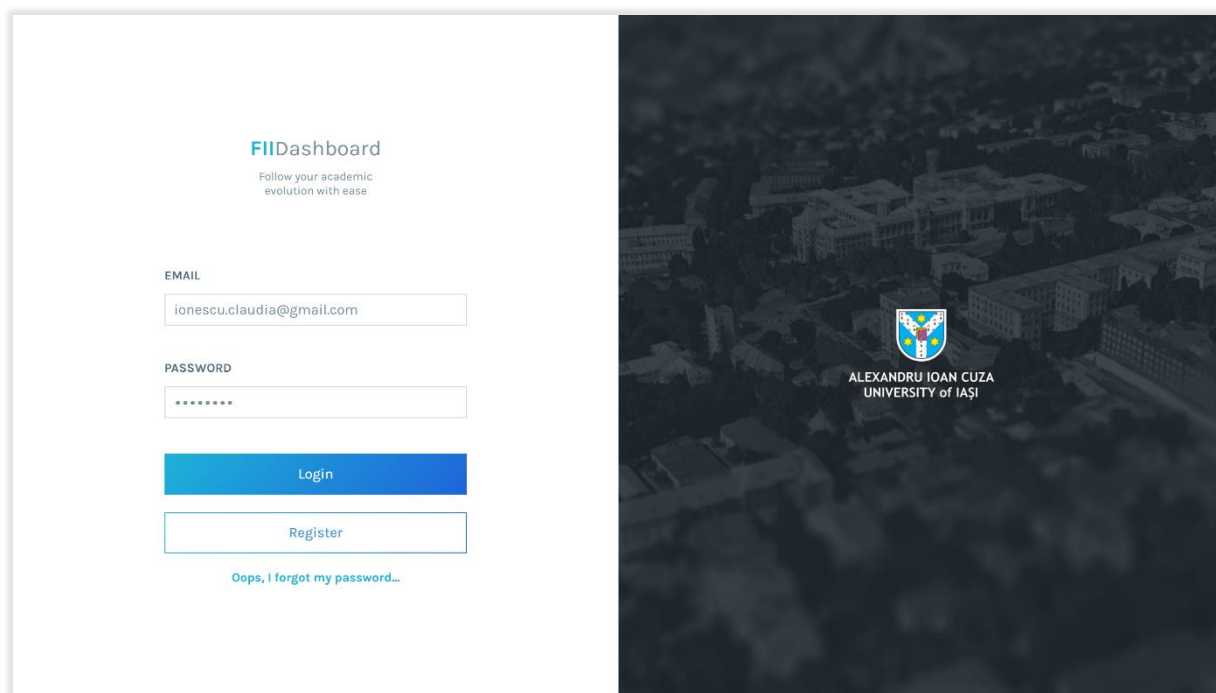 FIIDashboard
Follow your academic
evolution with ease
EMAIL
ionescu.claudia@gmail.com
PASSWORD
••••••••
Login
Register
Oops, I forgot my password...
ALEXANDRU IOAN CUZA
UNIVERSITY of IAȘI